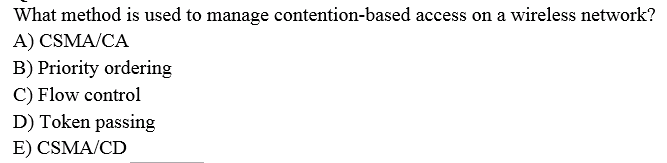 What method is used to manage contention-based access on a wireless network?
A) CSMA/CA
B) Priority ordering
C) Flow control
D) Token passing
E) CSMA/CD